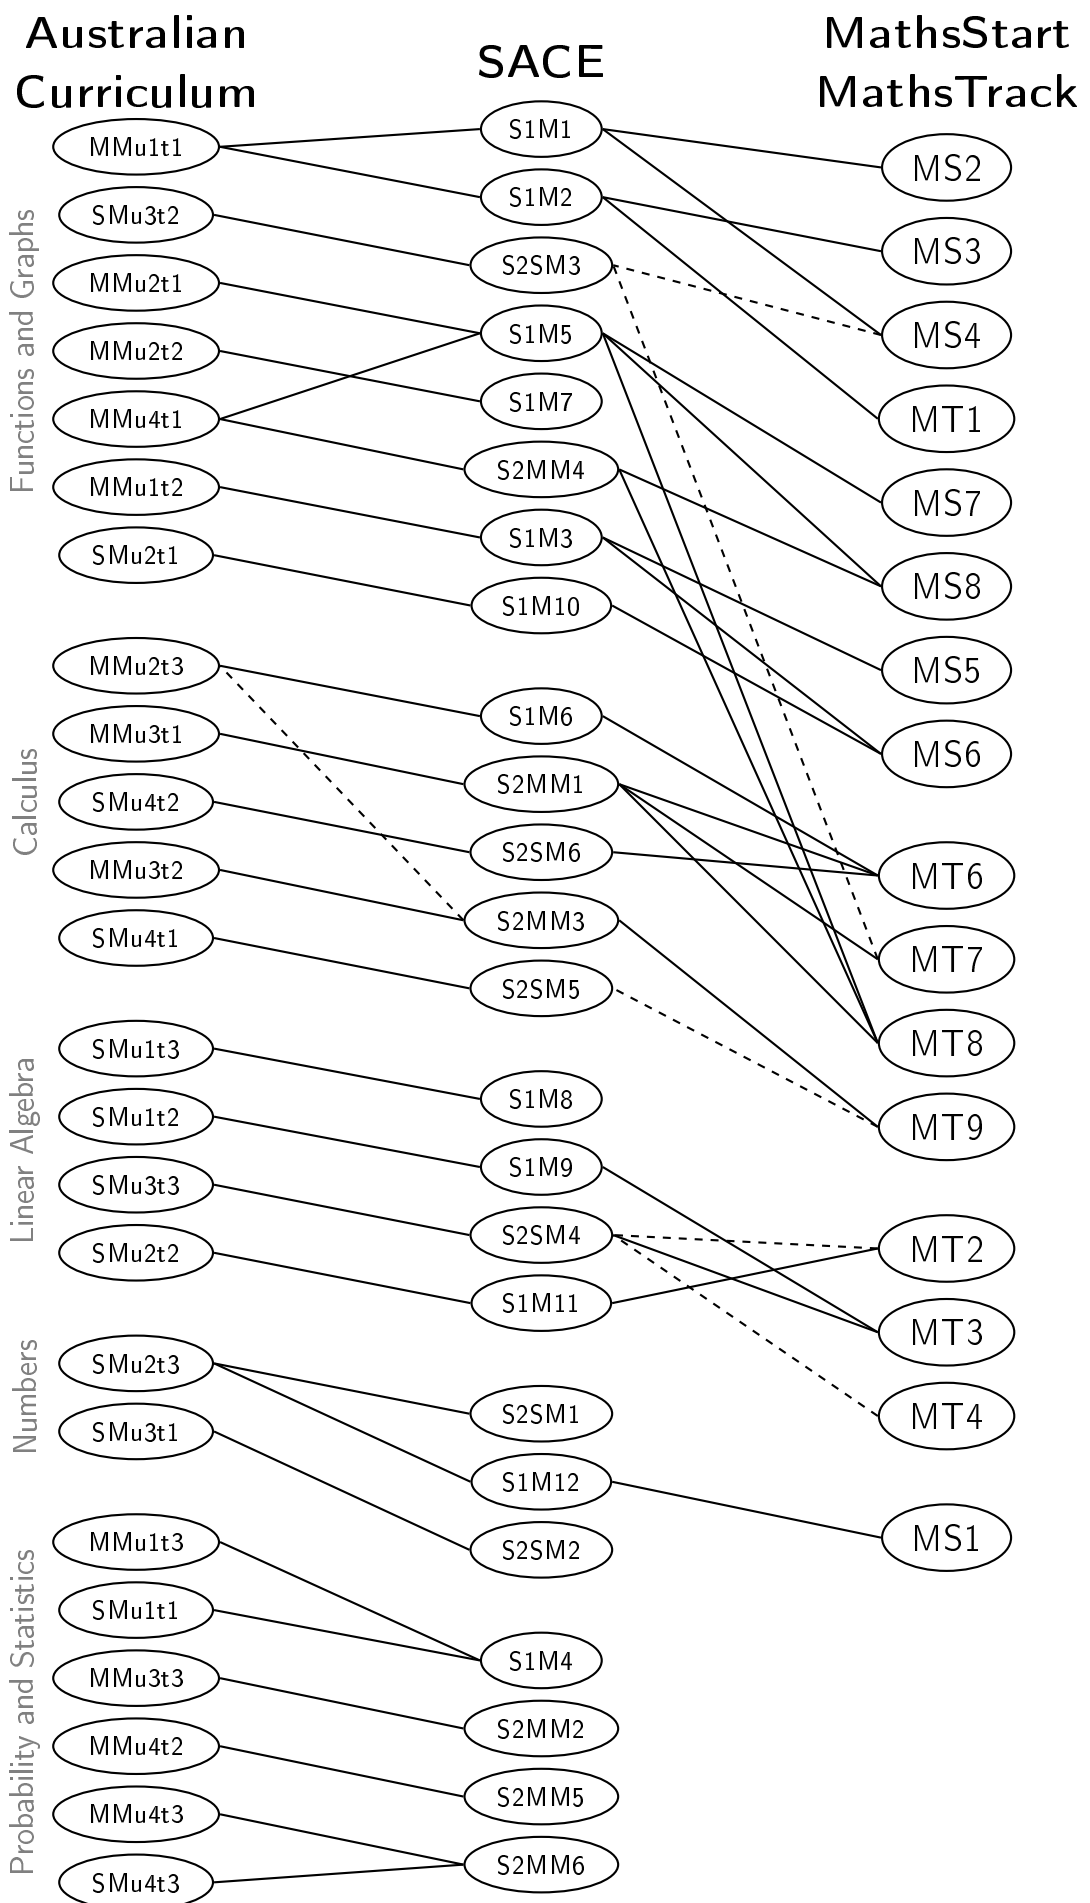 Australian
Curriculum
SACE
MathsStart
MathsTrack
Functions and Graphs
MMu1t1
SMu3t2
MMu2t1
MMu2t2
MMu4t1
MMu1t2
SMu2t1
Calculus
MMu2t3
MMu3t1
SMu4t2
MMu3t2
SMu4t1
Linear Algebra
SMu1t3
SMu1t2
SMu3t3
SMu2t2
Numbers
SMu2t3
SMu3t1
Probability and Statistics
MMu1t3
SMu1t1
MMu3t3
MMu4t2
MMu4t3
SMu4t3
S1M1
S1M2
S2SM3
S1M5
S1M7
S2MM4
S1M3
S1M10
S1M6
S2MM1
S2SM6
S2MM3
S2SM5
S1M8
S1M9
S2SM4
S1M11
S2SM1
S1M12
S2SM2
S1M4
S2MM2
S2MM5
S2MM6
MS2
MS3
MS4
MT1
MS7
MS8
MS5
MS6
MT6
MT7
MT8
MT9
MT2
MT3
MT4
MS1